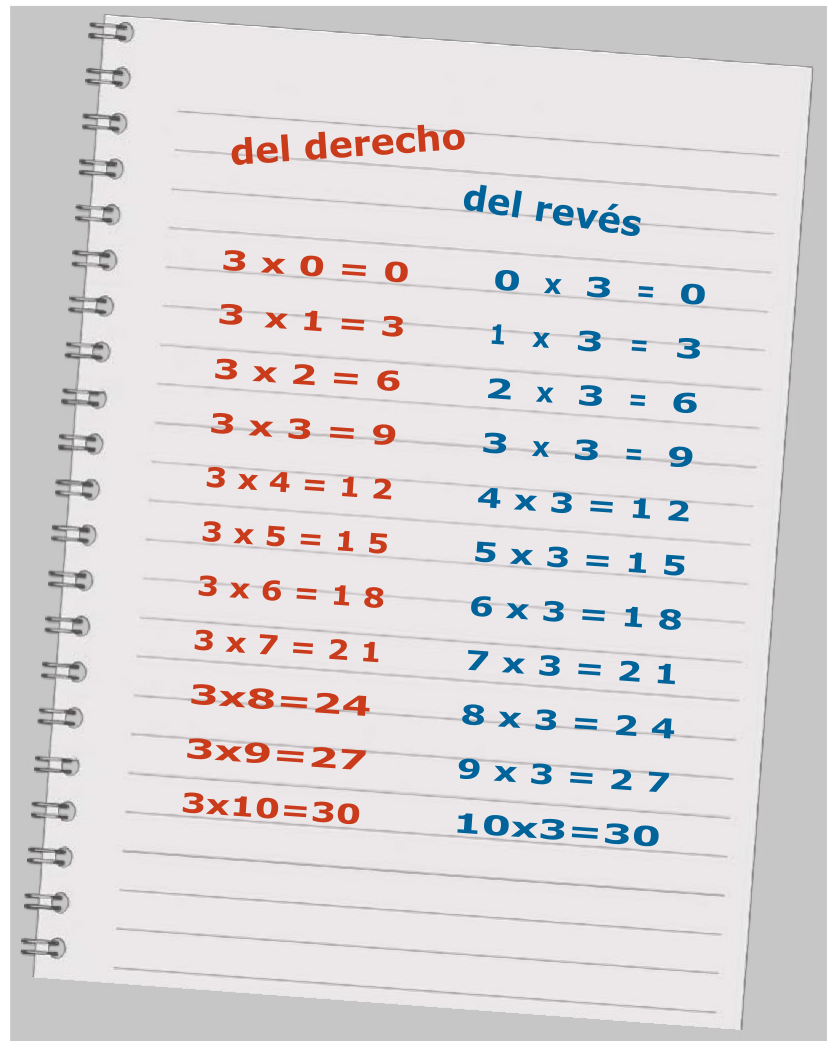 del derecho
3 x 0 = 0
3 x 1 = 3
3 x 2 = 6
3 x 3 = 9
3 x 4 = 1 2
3 x 5 = 1 5
3 x 6 = 1 8
3 x 7 = 2 1
3x8=24
3x9=27
3x10=30
del revés
0 x 3 = 0
1 x 3 = 3
2 x 3 = 6
3 x 3 = 9
4 x 3 = 1 2
5 x 3 = 1 5
6 x 3 = 1 8
7 x 3 = 2 1
8 x 3 = 2 4
9 x 3 = 2 7
10x3=30